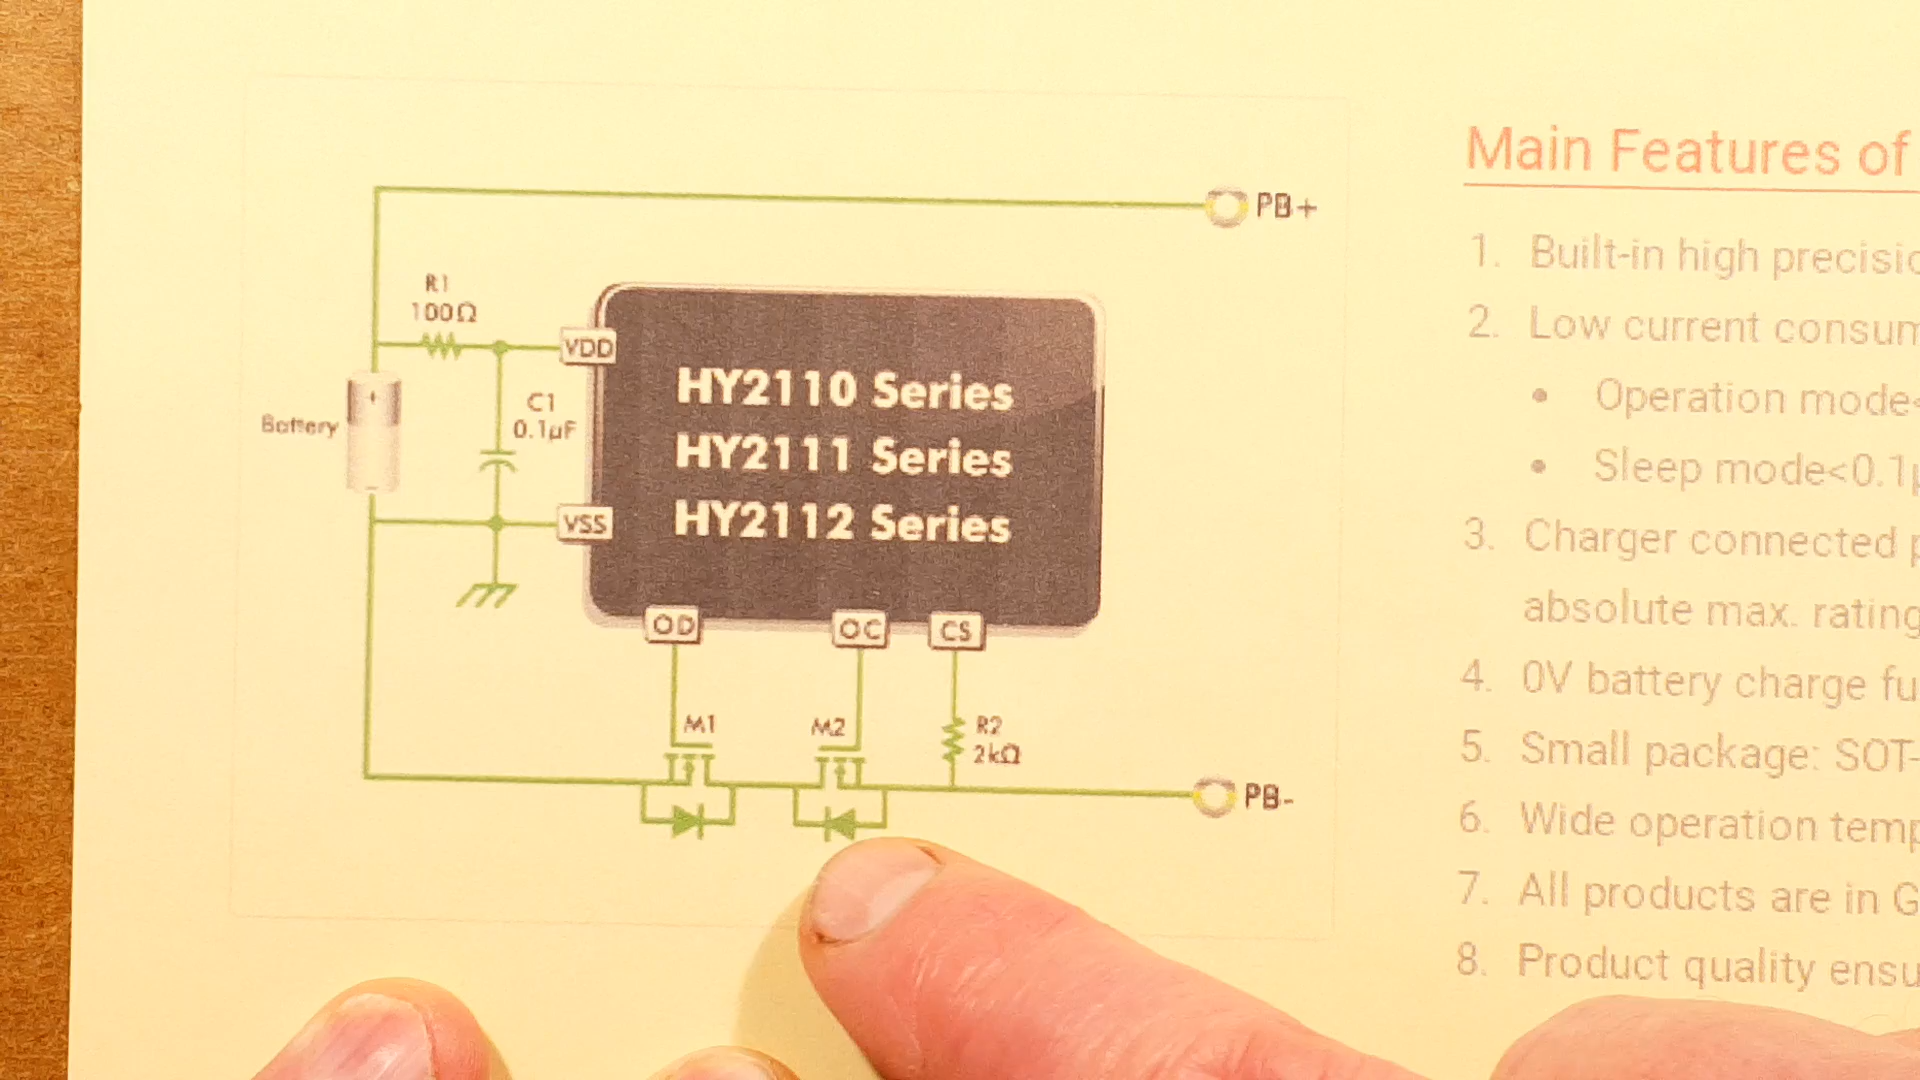 PB+
R1
100Ω
VDD
Battery
+
C1
0.1µF
VSS
HY2110 Series
HY2111 Series
HY2112 Series
OD
OC
CS
M1
M2
R2
2kΩ
PB-
Main Features of
1. Built-in high
2. Low current
• Operation mode<
• Sleep mode<0.1µ
3. Charger connected
absolute max. rating
4. 0V battery charge
5. Small package: SOT-
6. Wide operation
7. All products are in G
8. Product quality